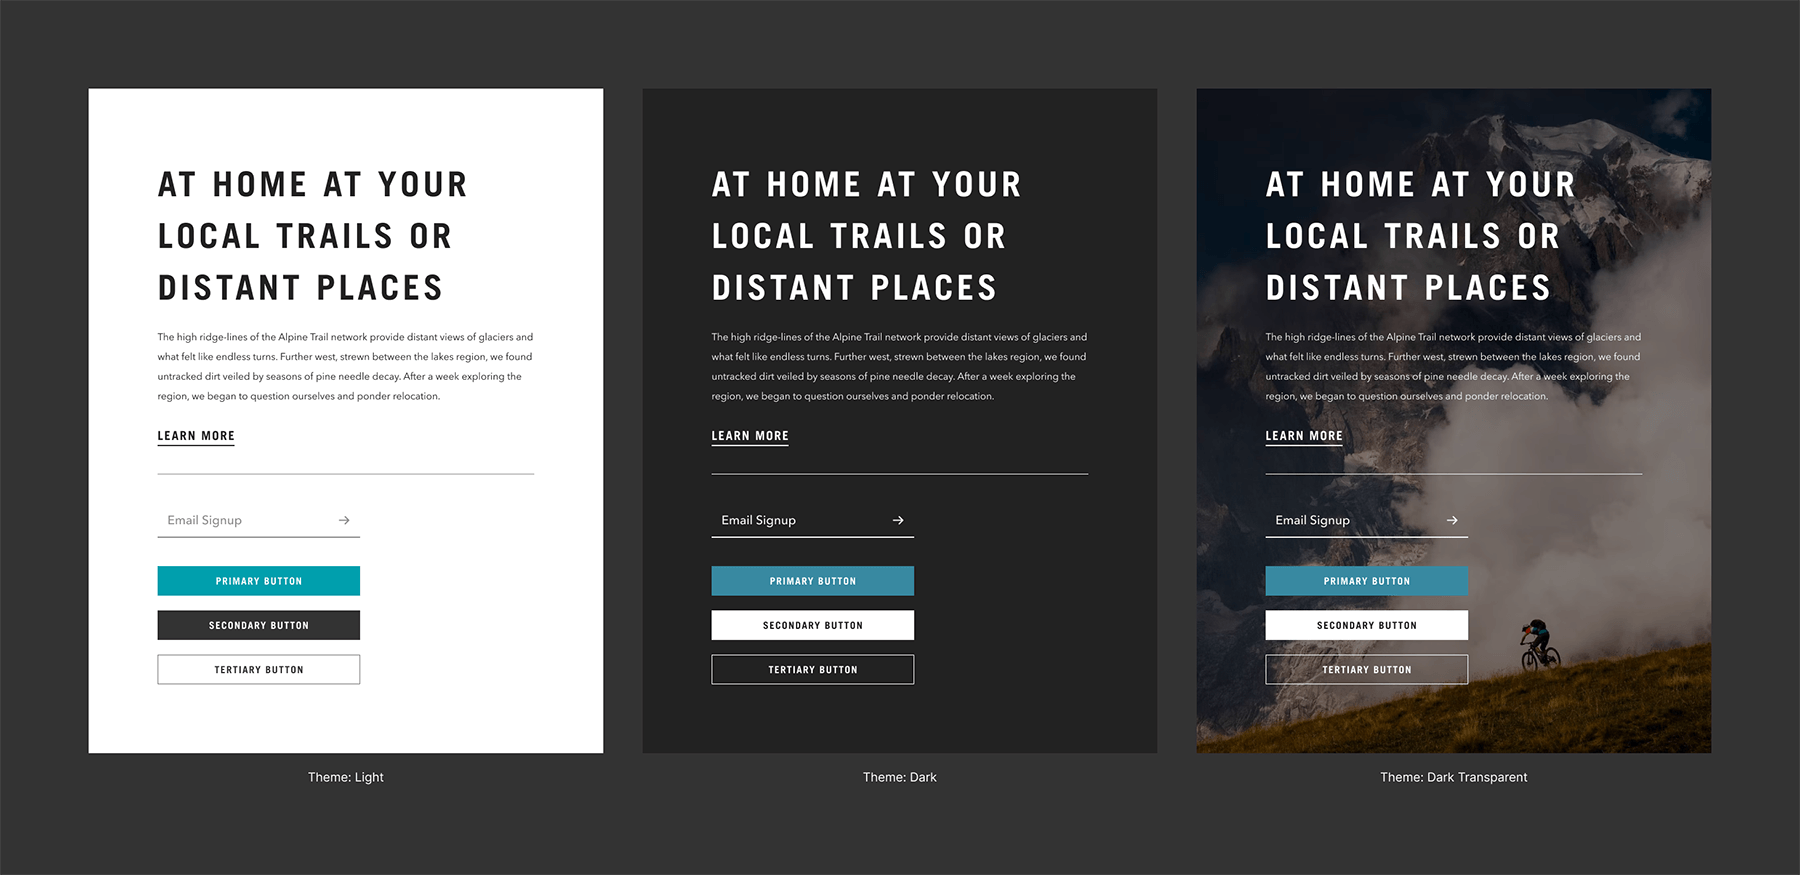 AT HOME AT YOUR
LOCAL TRAILS OR
DISTANT PLACES
The high ridge-lines of the Alpine Trail network provide distant views of glaciers and
what felt like endless turns. Further west, strewn between the lakes region, we found
untracked dirt veiled by seasons of pine needle decay. After a week exploring the
region, we began to question ourselves and ponder relocation.
LEARN MORE
Email Signup
PRIMARY BUTTON
SECONDARY BUTTON
TERTIARY BUTTON
Theme: Light
AT HOME AT YOUR
LOCAL TRAILS OR
DISTANT PLACES
The high ridge-lines of the Alpine Trail network provide distant views of glaciers and
what felt like endless turns. Further west, strewn between the lakes region, we found
untracked dirt veiled by seasons of pine needle decay. After a week exploring the
region, we began to question ourselves and ponder relocation.
LEARN MORE
Email Signup
PRIMARY BUTTON
SECONDARY BUTTON
TERTIARY BUTTON
Theme: Dark
AT HOME AT YOUR
LOCAL TRAILS OR
DISTANT PLACES
The high ridge-lines of the Alpine Trail network provide distant views of glaciers and
what felt like endless turns. Further west, strewn between the lakes region, we found
untracked dirt veiled by seasons of pine needle decay. After a week exploring the
region, we began to question ourselves and ponder relocation.
LEARN MORE
Email Signup
PRIMARY BUTTON
SECONDARY BUTTON
TERTIARY BUTTON
Theme: Dark Transparent